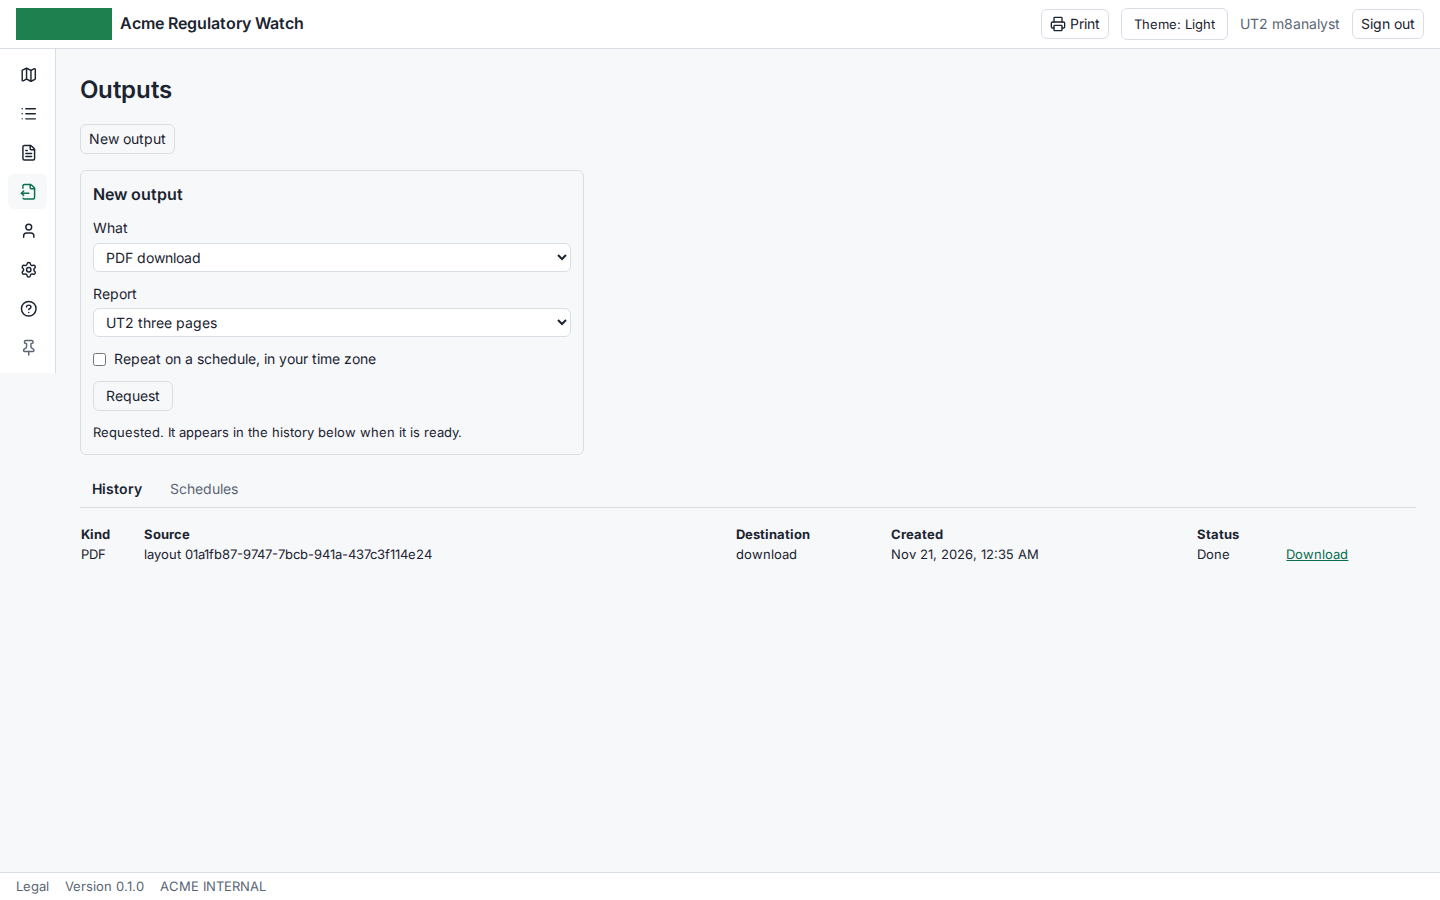 Acme Regulatory Watch
Print
Theme: Light
UT2 m8analyst
Sign out
Outputs
New output
New output
What
PDF download
Report
UT2 three pages
Repeat on a schedule, in your time zone
Request
Requested. It appears in the history below when it is ready.
History Schedules
Kind Source Destination Created Status
PDF layout 01a1fb87-9747-7bcb-941a-437c3f114e24 download Nov 21, 2026, 12:35 AM Done Download
Legal Version 0.1.0 ACME INTERNAL